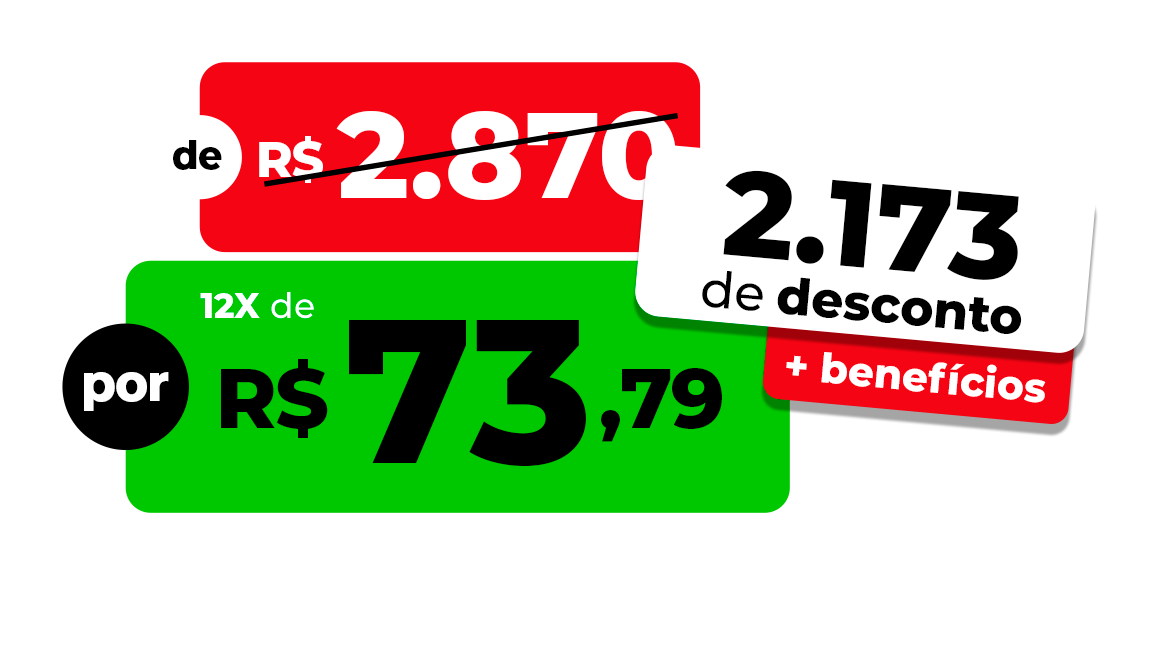 de R$ 2.870
2.173
de desconto
+ benefícios
12X de
por R$ 73,79